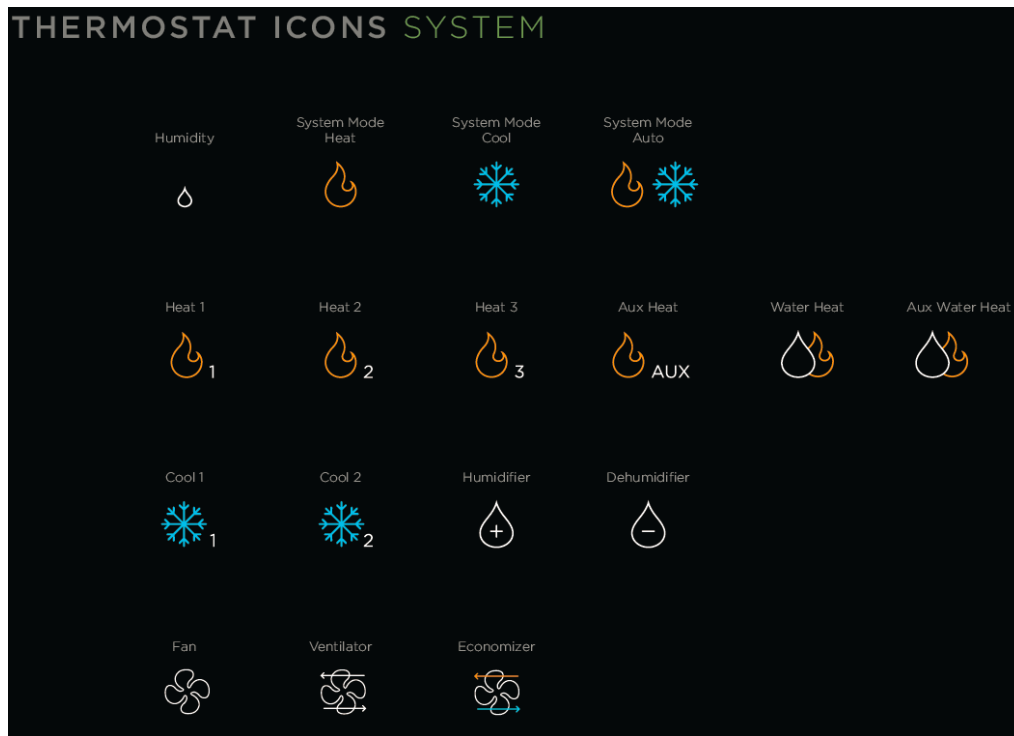 THERMOSTAT ICONS SYSTEM
Humidity
System Mode
Heat
System Mode
Cool
System Mode
Auto
Heat 1
Heat 2
Heat 3
Aux Heat
Water Heat
Aux Water Heat
1
2
3
AUX
Cool 1
Cool 2
Humidifier
Dehumidifier
1
2
+
−
Fan
Ventilator
Economizer